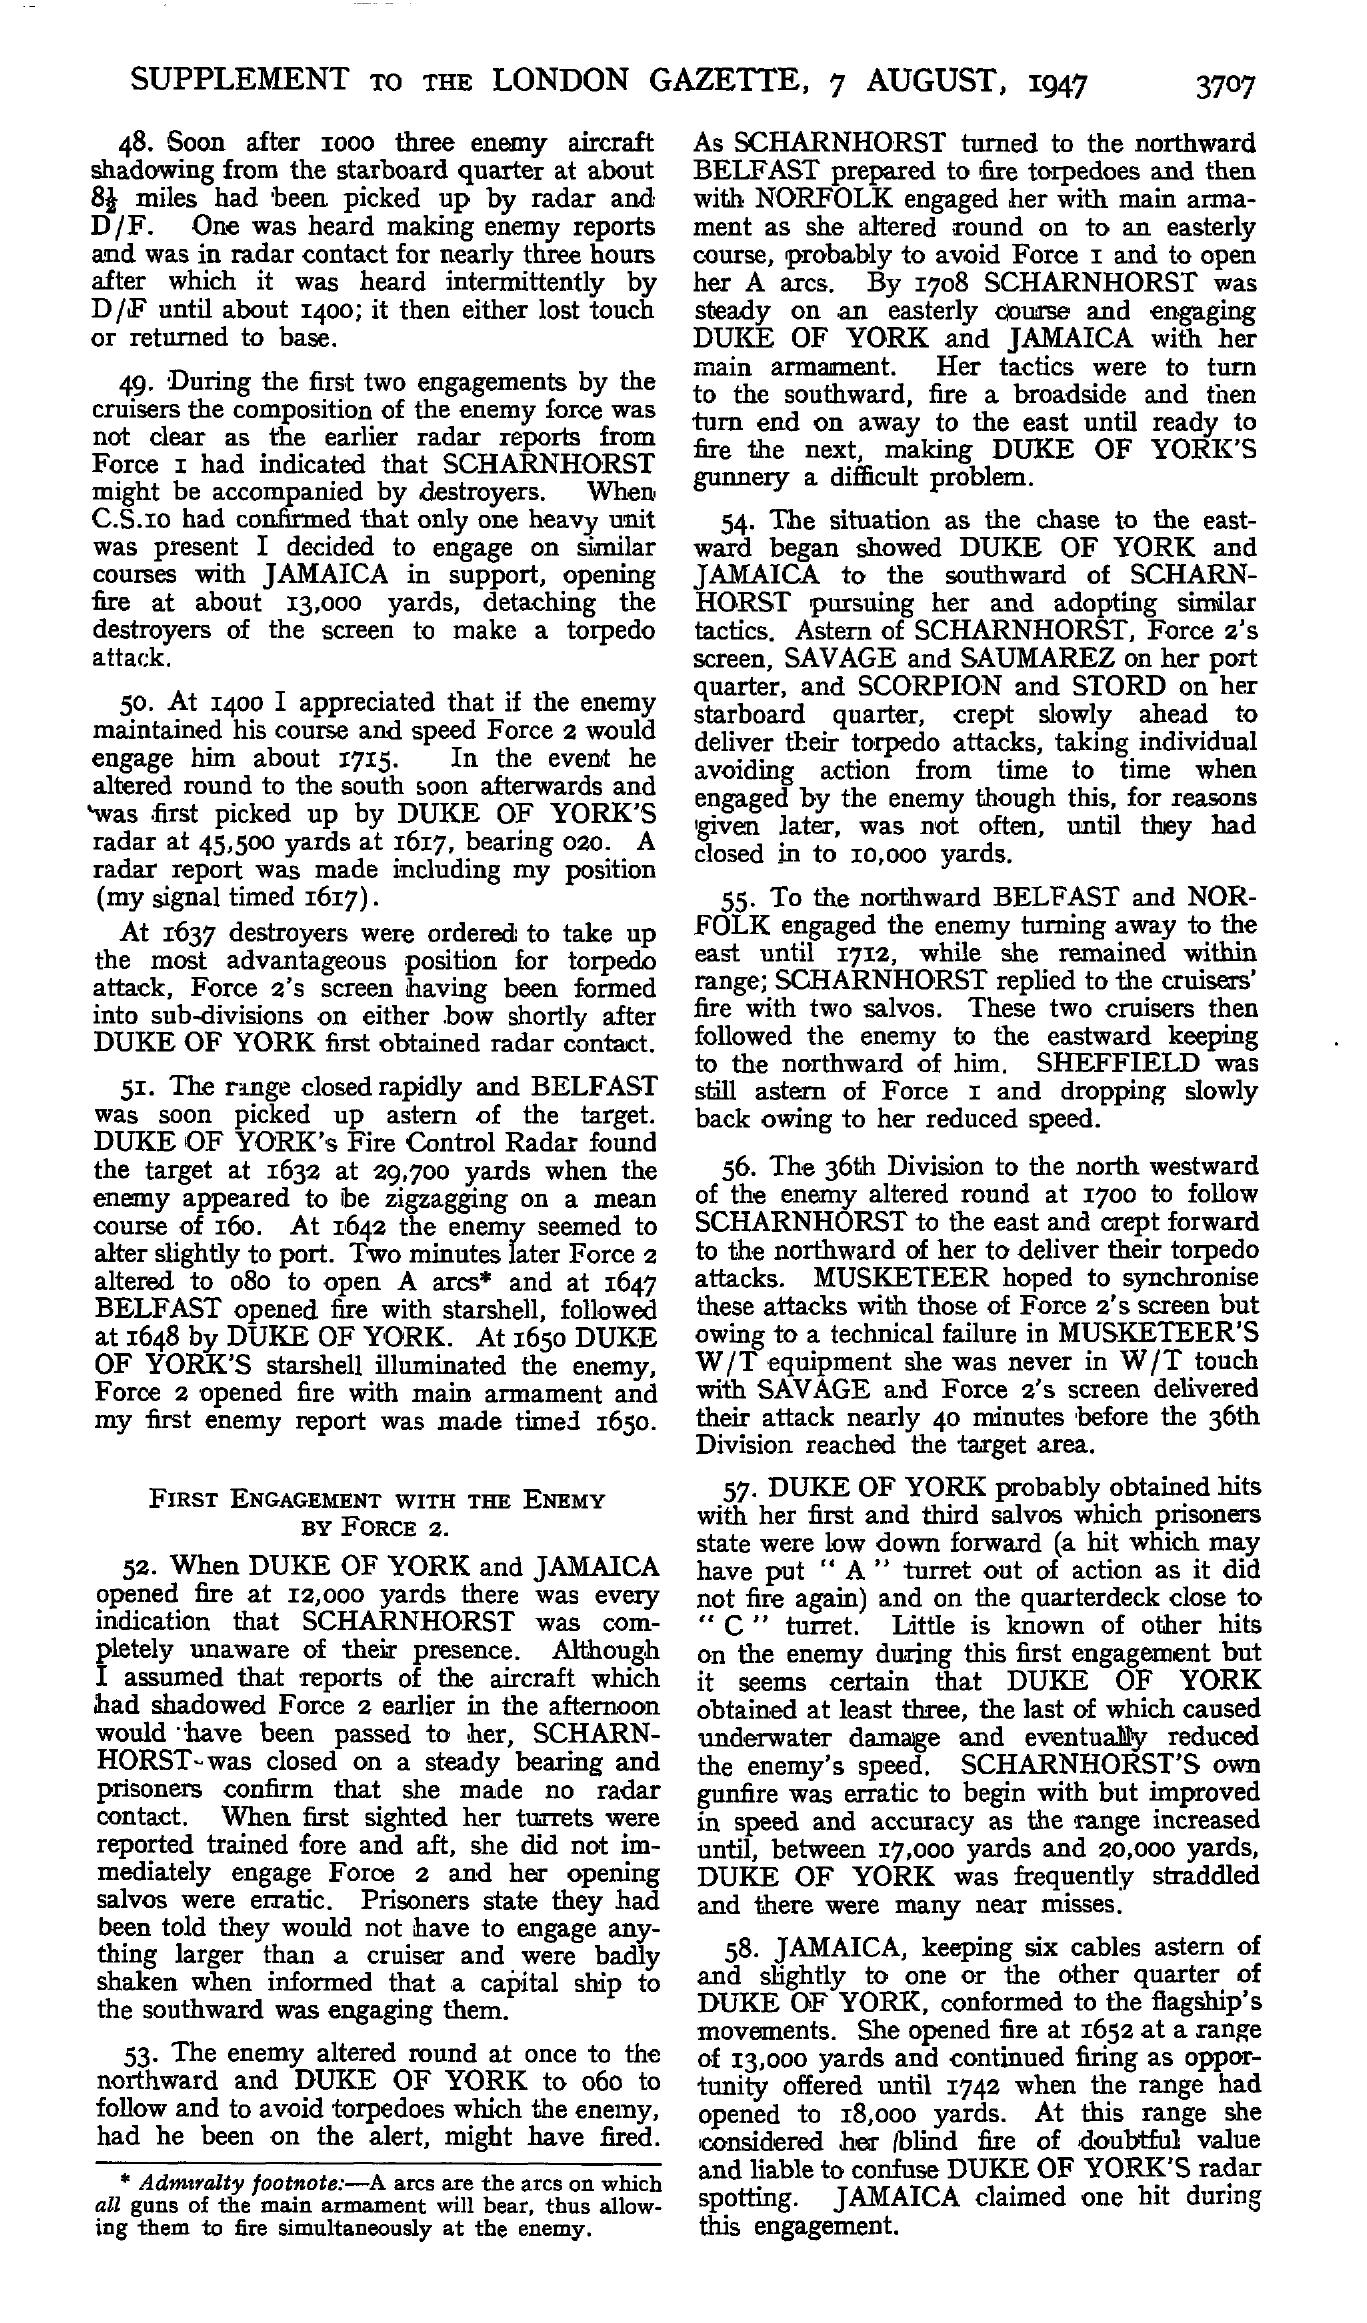 SUPPLEMENT TO THE LONDON GAZETTE, 7 AUGUST, 1947 3707
48. Soon after 1000 three enemy aircraft
shadowing from the starboard quarter at about
8½ miles had been picked up by radar and
D/F. One was heard making enemy reports
and was in radar contact for nearly three hours
after which it was heard intermittently by
D/F until about 1400; it then either lost touch
or returned to base.
49. During the first two engagements by the
cruisers the composition of the enemy force was
not clear as the earlier radar reports from
Force 1 had indicated that SCHARNHORST
might be accompanied by destroyers. When
C.S.10 had confirmed that only one heavy unit
was present I decided to engage on similar
courses with JAMAICA in support, opening
fire at about 13,000 yards, detaching the
destroyers of the screen to make a torpedo
attack.
50. At 1400 I appreciated that if the enemy
maintained his course and speed Force 2 would
engage him about 1715. In the event he
altered round to the south soon afterwards and
was first picked up by DUKE OF YORK'S
radar at 45,500 yards at 1617, bearing 020. A
radar report was made including my position
(my signal timed 1617).
At 1637 destroyers were ordered to take up
the most advantageous position for torpedo
attack, Force 2's screen having been formed
into sub-divisions on either bow shortly after
DUKE OF YORK first obtained radar contact.
51. The range closed rapidly and BELFAST
was soon picked up astern of the target.
DUKE OF YORK's Fire Control Radar found
the target at 1632 at 29,700 yards when the
enemy appeared to be zigzagging on a mean
course of 160. At 1642 the enemy seemed to
alter slightly to port. Two minutes later Force 2
altered to 080 to open A arcs* and at 1647
BELFAST opened fire with starshell, followed
at 1648 by DUKE OF YORK. At 1650 DUKE
OF YORK'S starshell illuminated the enemy,
Force 2 opened fire with main armament and
my first enemy report was made timed 1650.
FIRST ENGAGEMENT WITH THE ENEMY
BY FORCE 2.
52. When DUKE OF YORK and JAMAICA
opened fire at 12,000 yards there was every
indication that SCHARNHORST was com-
pletely unaware of their presence. Although
I assumed that reports of the aircraft which
had shadowed Force 2 earlier in the afternoon
would have been passed to her, SCHARN-
HORST was closed on a steady bearing and
prisoners confirm that she made no radar
contact. When first sighted her turrets were
reported trained fore and aft, she did not im-
mediately engage Force 2 and her opening
salvos were erratic. Prisoners state they had
been told they would not have to engage any-
thing larger than a cruiser and were badly
shaken when informed that a capital ship to
the southward was engaging them.
53. The enemy altered round at once to the
northward and DUKE OF YORK to 060 to
follow and to avoid torpedoes which the enemy,
had he been on the alert, might have fired.
* Admiralty footnote:—A arcs are the arcs on which
all guns of the main armament will bear, thus allow-
ing them to fire simultaneously at the enemy.
As SCHARNHORST turned to the northward
BELFAST prepared to fire torpedoes and then
with NORFOLK engaged her with main arma-
ment as she altered round on to an easterly
course, probably to avoid Force 1 and to open
her A arcs. By 1708 SCHARNHORST was
steady on an easterly course and engaging
DUKE OF YORK and JAMAICA with her
main armament. Her tactics were to turn
to the southward, fire a broadside and then
turn end on away to the east until ready to
fire the next, making DUKE OF YORK'S
gunnery a difficult problem.
54. The situation as the chase to the east-
ward began showed DUKE OF YORK and
JAMAICA to the southward of SCHARN-
HORST pursuing her and adopting similar
tactics. Astern of SCHARNHORST, Force 2's
screen, SAVAGE and SAUMAREZ on her port
quarter, and SCORPION and STORD on her
starboard quarter, crept slowly ahead to
deliver their torpedo attacks, taking individual
avoiding action from time to time when
engaged by the enemy though this, for reasons
given later, was not often, until they had
closed in to 10,000 yards.
55. To the northward BELFAST and NOR-
FOLK engaged the enemy turning away to the
east until 1712, while she remained within
range; SCHARNHORST replied to the cruisers'
fire with two salvos. These two cruisers then
followed the enemy to the eastward keeping
to the northward of him. SHEFFIELD was
still astern of Force 1 and dropping slowly
back owing to her reduced speed.
56. The 36th Division to the north westward
of the enemy altered round at 1700 to follow
SCHARNHORST to the east and crept forward
to the northward of her to deliver their torpedo
attacks. MUSKETEER hoped to synchronise
these attacks with those of Force 2's screen but
owing to a technical failure in MUSKETEER'S
W/T equipment she was never in W/T touch
with SAVAGE and Force 2's screen delivered
their attack nearly 40 minutes before the 36th
Division reached the target area.
57. DUKE OF YORK probably obtained hits
with her first and third salvos which prisoners
state were low down forward (a hit which may
have put " A " turret out of action as it did
not fire again) and on the quarterdeck close to
" C " turret. Little is known of other hits
on the enemy during this first engagement but
it seems certain that DUKE OF YORK
obtained at least three, the last of which caused
underwater damage and eventually reduced
the enemy's speed. SCHARNHORST'S own
gunfire was erratic to begin with but improved
in speed and accuracy as the range increased
until, between 17,000 yards and 20,000 yards,
DUKE OF YORK was frequently straddled
and there were many near misses.
58. JAMAICA, keeping six cables astern of
and slightly to one or the other quarter of
DUKE OF YORK, conformed to the flagship's
movements. She opened fire at 1652 at a range
of 13,000 yards and continued firing as oppor-
tunity offered until 1742 when the range had
opened to 18,000 yards. At this range she
considered her blind fire of doubtful value
and liable to confuse DUKE OF YORK'S radar
spotting. JAMAICA claimed one hit during
this engagement.